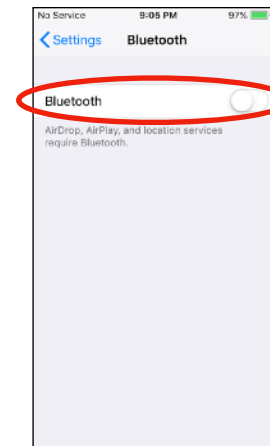 No Service 9:05 PM 97%
Settings Bluetooth
Bluetooth
AirDrop, AirPlay, and location services
require Bluetooth.